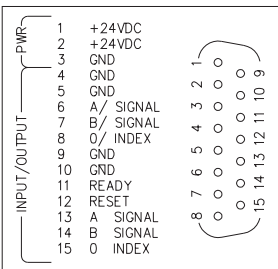 PWR
1 +24VDC
2 +24VDC
3 GND
INPUT/OUTPUT
4 GND
5 GND
6 A/ SIGNAL
7 B/ SIGNAL
8 0/ INDEX
9 GND
10 GND
11 READY
12 RESET
13 A SIGNAL
14 B SIGNAL
15 0 INDEX
1 2 3 4 5 6 7 8
9 10 11 12 13 14 15